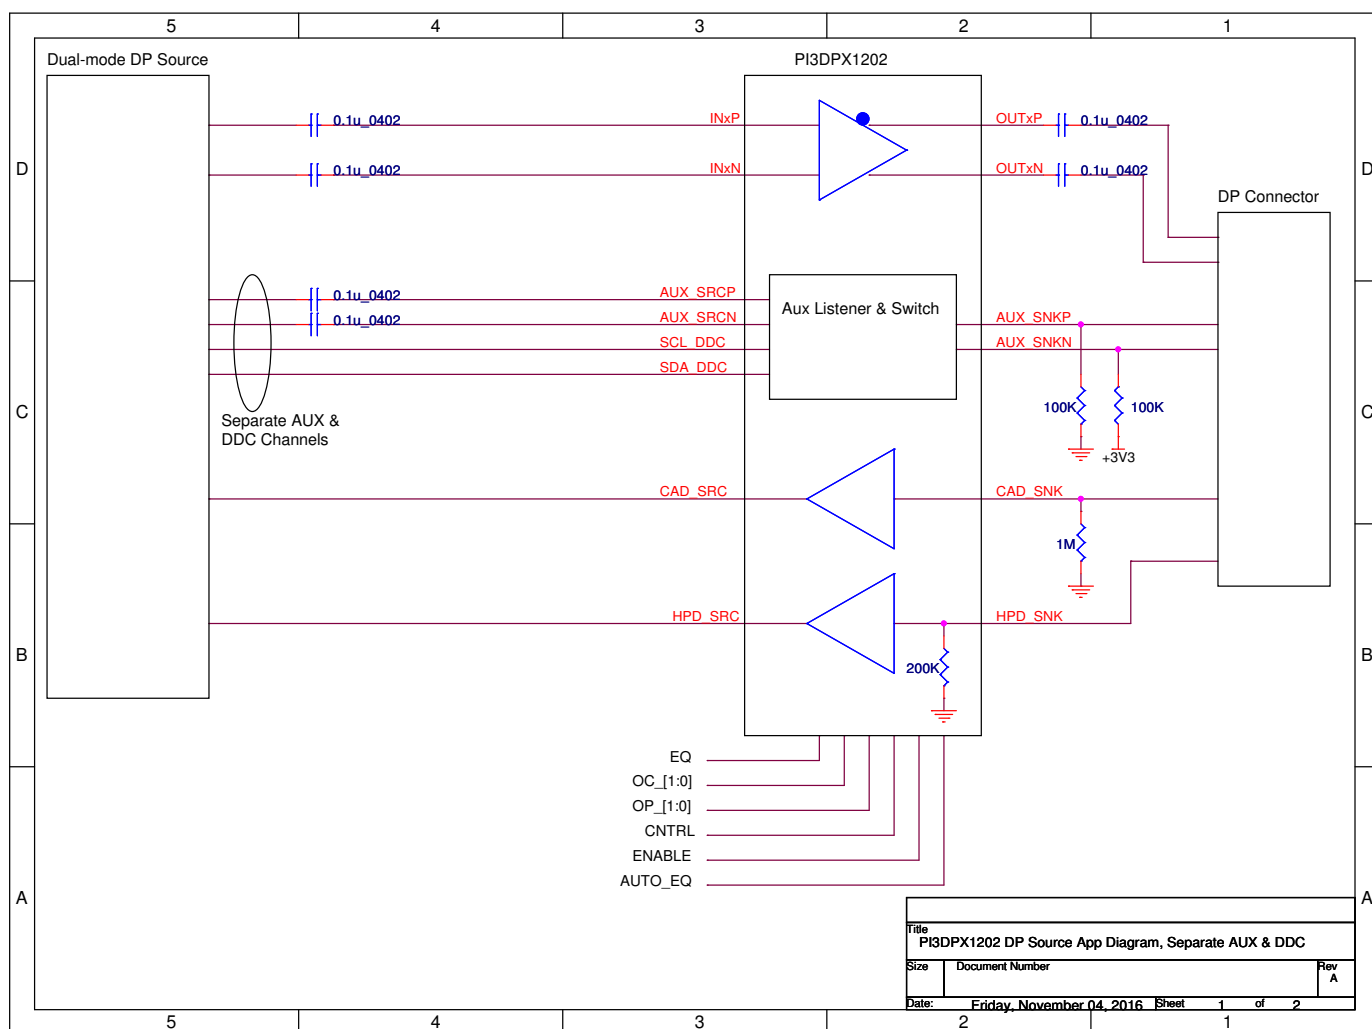 5 4 3 2 1
Dual-mode DP Source
PI3DPX1202
0.1u_0402 INxP OUTxP 0.1u_0402
D 0.1u_0402 INxN OUTxN 0.1u_0402 D
DP Connector
0.1u_0402 AUX_SRCP
Aux Listener & Switch
0.1u_0402 AUX_SRCN AUX_SNKP
SCL_DDC AUX_SNKN
SDA_DDC
C 100K 100K C
Separate AUX &
DDC Channels
+3V3
CAD_SRC CAD_SNK
1M
HPD_SRC HPD_SNK
B 200K B
EQ
OC_[1:0]
OP_[1:0]
CNTRL
ENABLE
AUTO_EQ
A A
Title
PI3DPX1202 DP Source App Diagram, Separate AUX & DDC
Size Document Number Rev
A
Date: Friday, November 04, 2016 Sheet 1 of 2
5 4 3 2 1